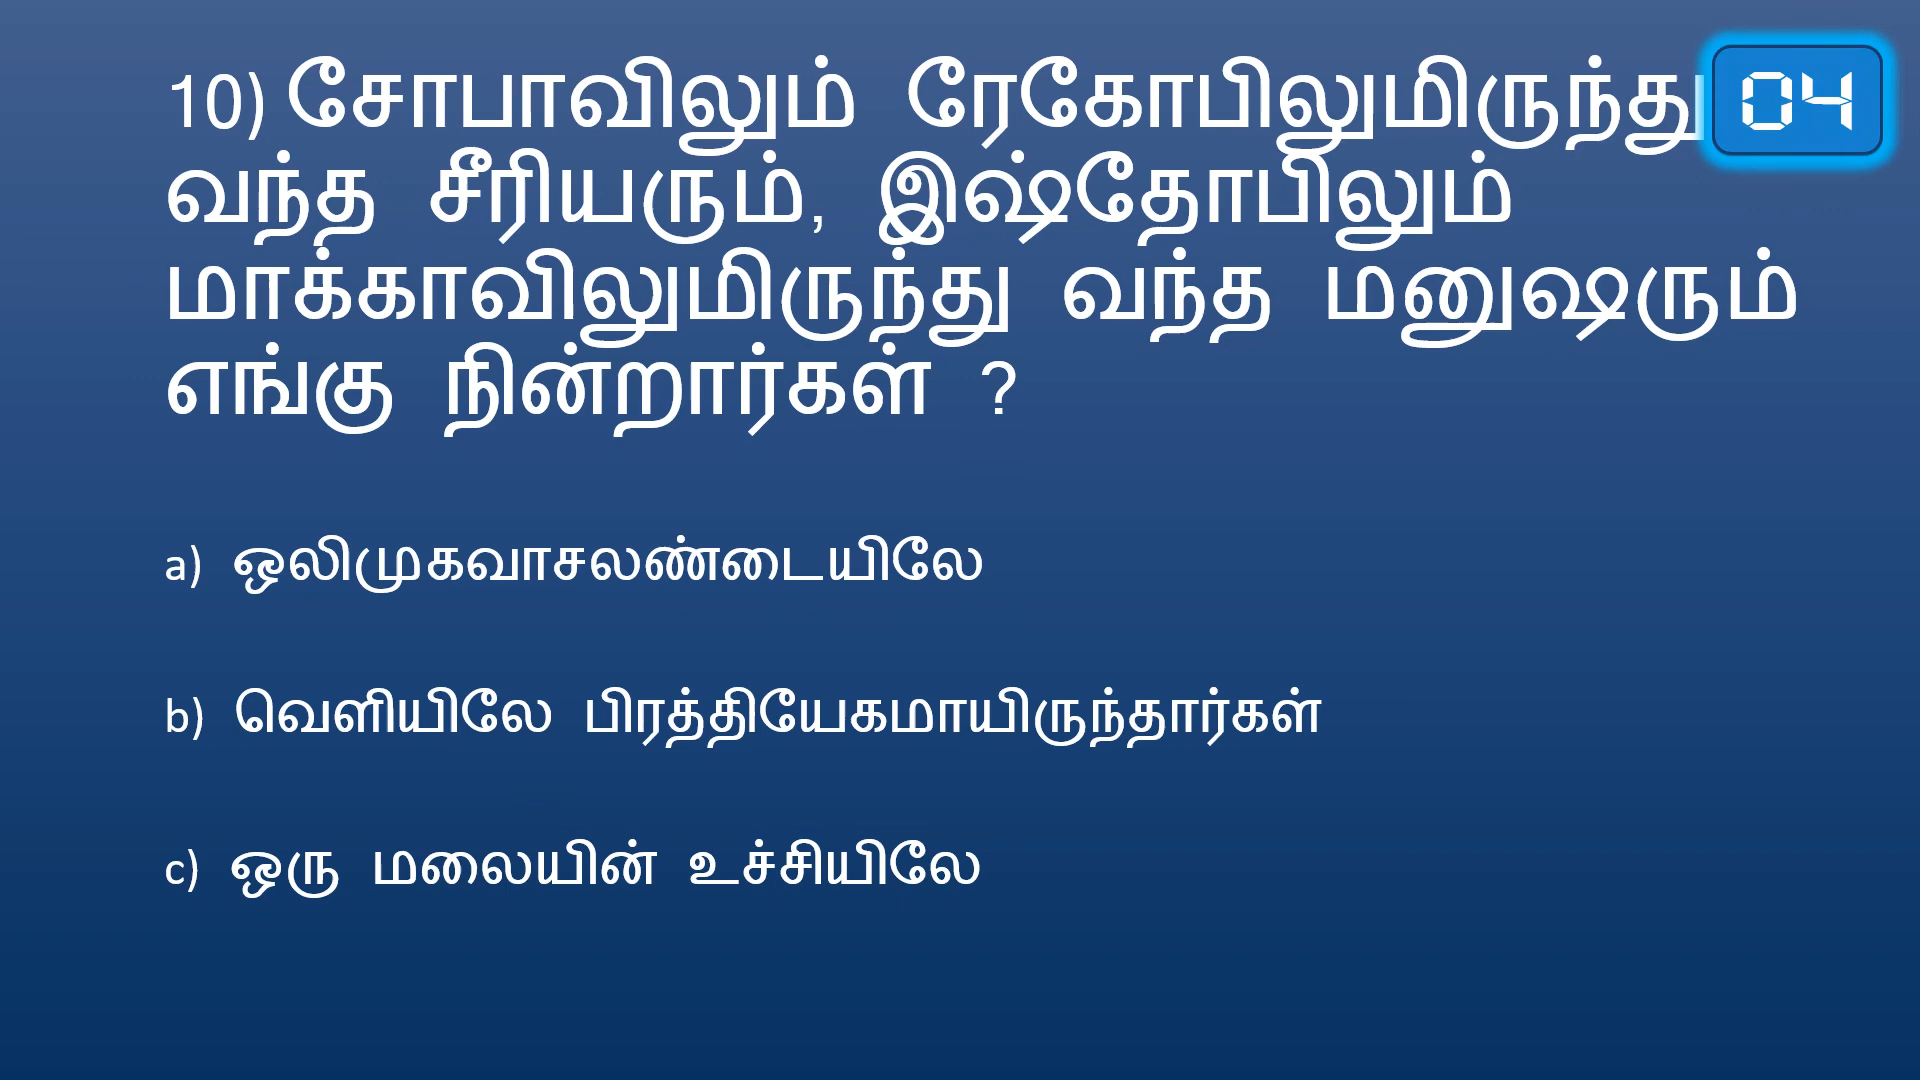 10) சோபாவிலும் ரேகோபிலுமிருந்து
04
வந்த சீரியரும், இஷ்தோபிலும்
மாக்காவிலுமிருந்து வந்த மனுஷரும்
எங்கு நின்றார்கள் ?
a) ஒலிமுகவாசலண்டையிலே
b) வெளியிலே பிரத்தியேகமாயிருந்தார்கள்
c) ஒரு மலையின் உச்சியிலே